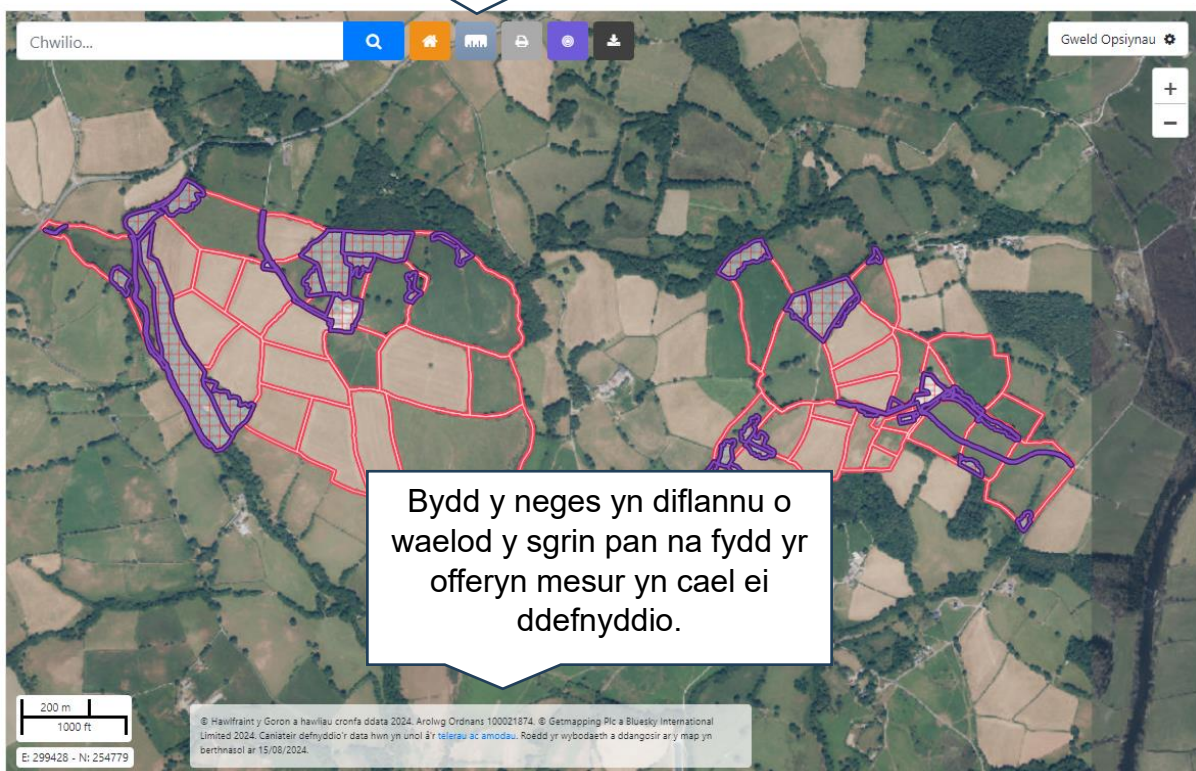 Chwilio...
Gweld Opsiynau
+
−
Bydd y neges yn diflannu o
waelod y sgrin pan na fydd yr
offeryn mesur yn cael ei
ddefnyddio.
200 m
1000 ft
© Hawlfraint y Goron a hawliau cronfa ddata 2024. Arolwg Ordnans 100021874. © Getmapping Plc a Bluesky International
Limited 2024. Caniateir defnyddio'r data hwn yn unol â'r telerau ac amodau. Roedd yr wybodaeth a ddangosir ar y map yn
berthnasol ar 15/08/2024.
E: 299428 - N: 254779